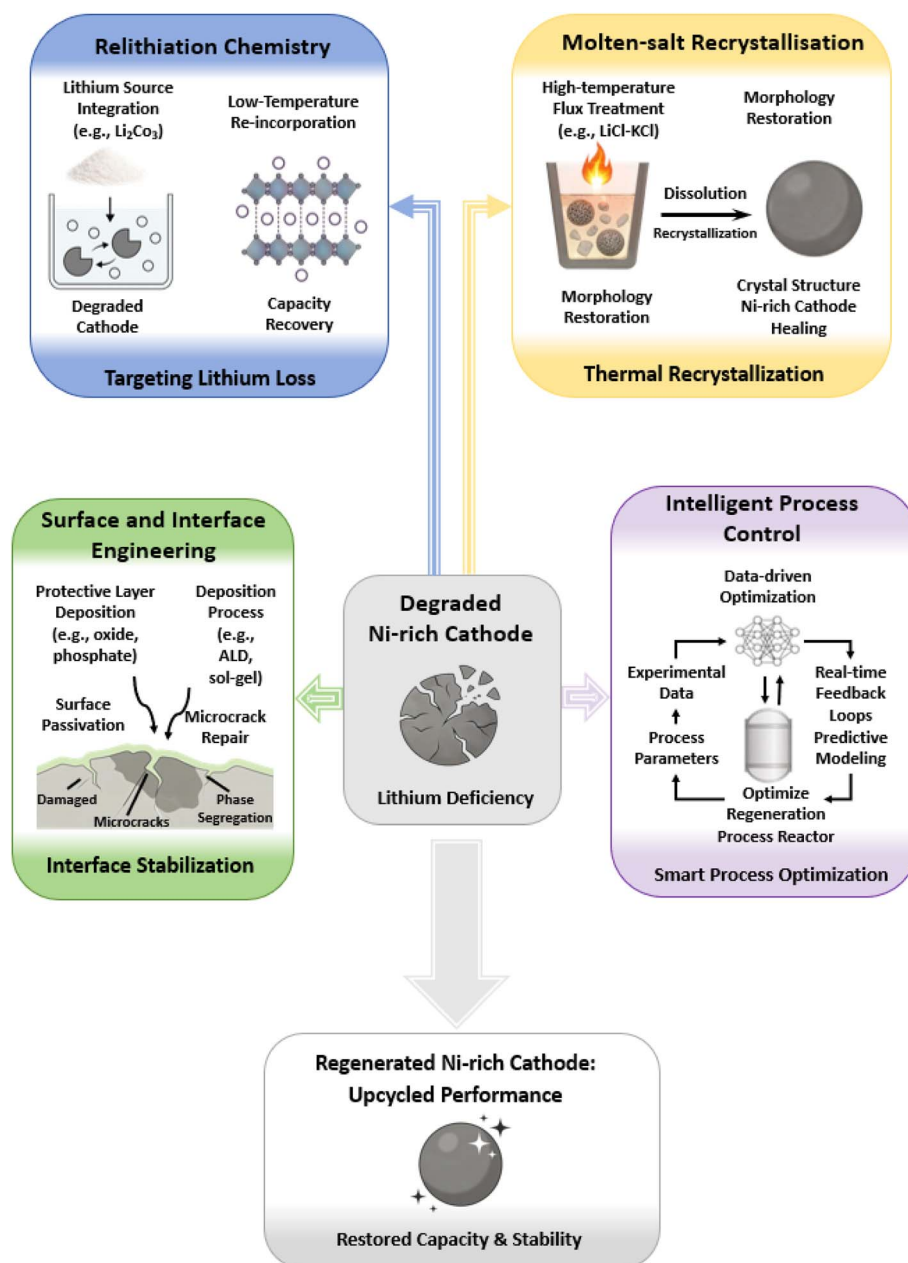 Relithiation Chemistry
Lithium Source
Integration
(e.g., Li₂Co₃)
Low-Temperature
Re-incorporation
Degraded
Cathode
Capacity
Recovery
Targeting Lithium Loss
Molten-salt Recrystallisation
High-temperature
Flux Treatment
(e.g., LiCl-KCl)
Morphology
Restoration
Dissolution
Recrystallization
Morphology
Restoration
Crystal Structure
Ni-rich Cathode
Healing
Thermal Recrystallization
Surface and Interface
Engineering
Protective Layer
Deposition
(e.g., oxide,
phosphate)
Deposition
Process
(e.g.,
ALD,
sol-gel)
Surface
Passivation
Microcrack
Repair
Damaged
Microcracks
Phase
Segregation
Interface Stabilization
Degraded
Ni-rich Cathode
Lithium Deficiency
Intelligent Process
Control
Data-driven
Optimization
Experimental
Data
Process
Parameters
Real-time
Feedback
Loops
Predictive
Modeling
Optimize
Regeneration
Process Reactor
Smart Process Optimization
Regenerated Ni-rich Cathode:
Upcycled Performance
Restored Capacity & Stability